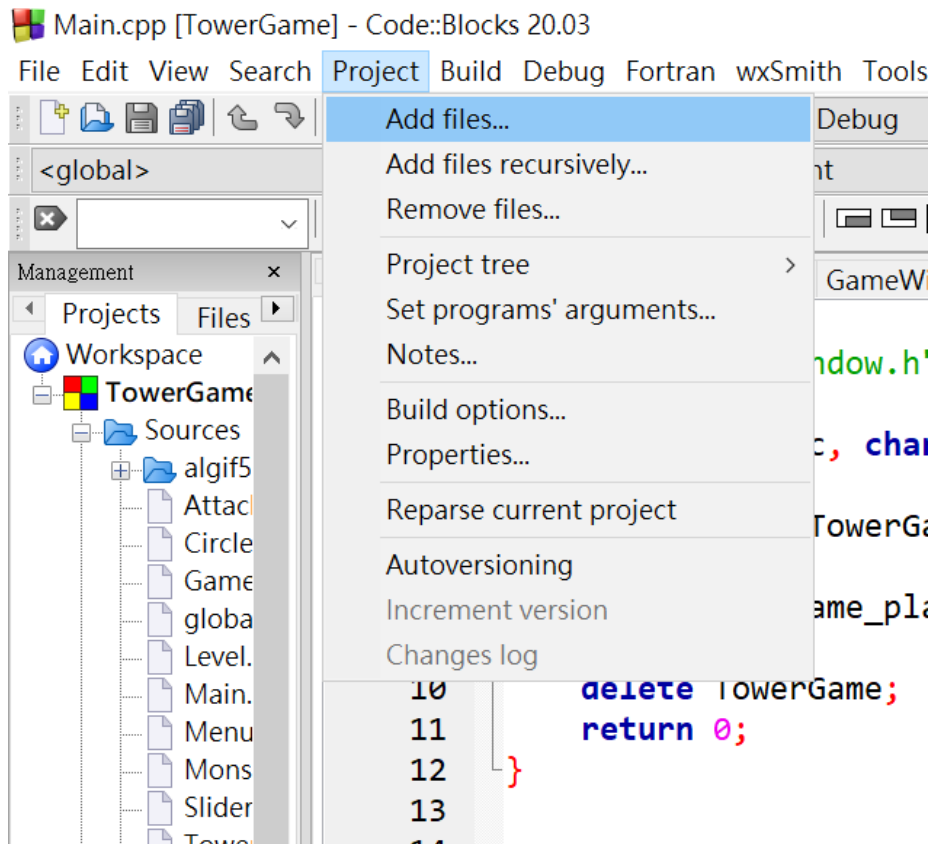 Main.cpp [TowerGame] - Code::Blocks 20.03
File Edit View Search Project Build Debug Fortran wxSmith Tools
Add files...
Debug
<global>
Add files recursively...
Remove files...
Management
Project tree
Projects Files
Set programs' arguments...
Workspace
Notes...
TowerGame
Build options...
Sources
Properties...
Reparse current project
Autoversioning
Increment version
Level.
Changes log
Main.
10 delete TowerGame;
11 return 0;
12 }
13